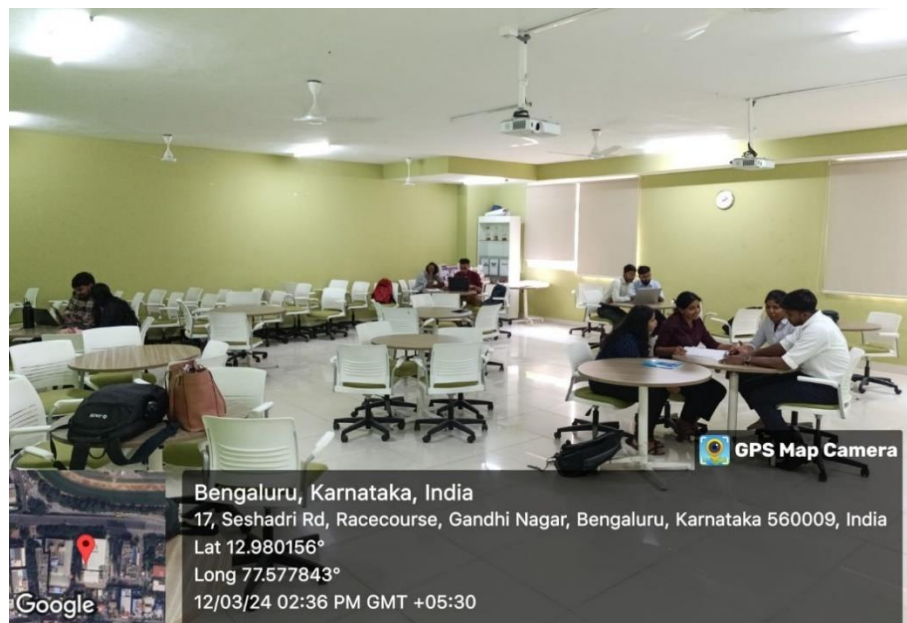 GPS Map Camera
Bengaluru, Karnataka, India
17, Seshadri Rd, Racecourse, Gandhi Nagar, Bengaluru, Karnataka 560009, India
Lat 12.980156°
Long 77.577843°
12/03/24 02:36 PM GMT +05:30
Google